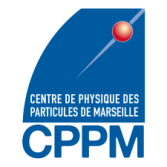 CENTRE DE PHYSIQUE DES
PARTICULES DE MARSEILLE
CPPM